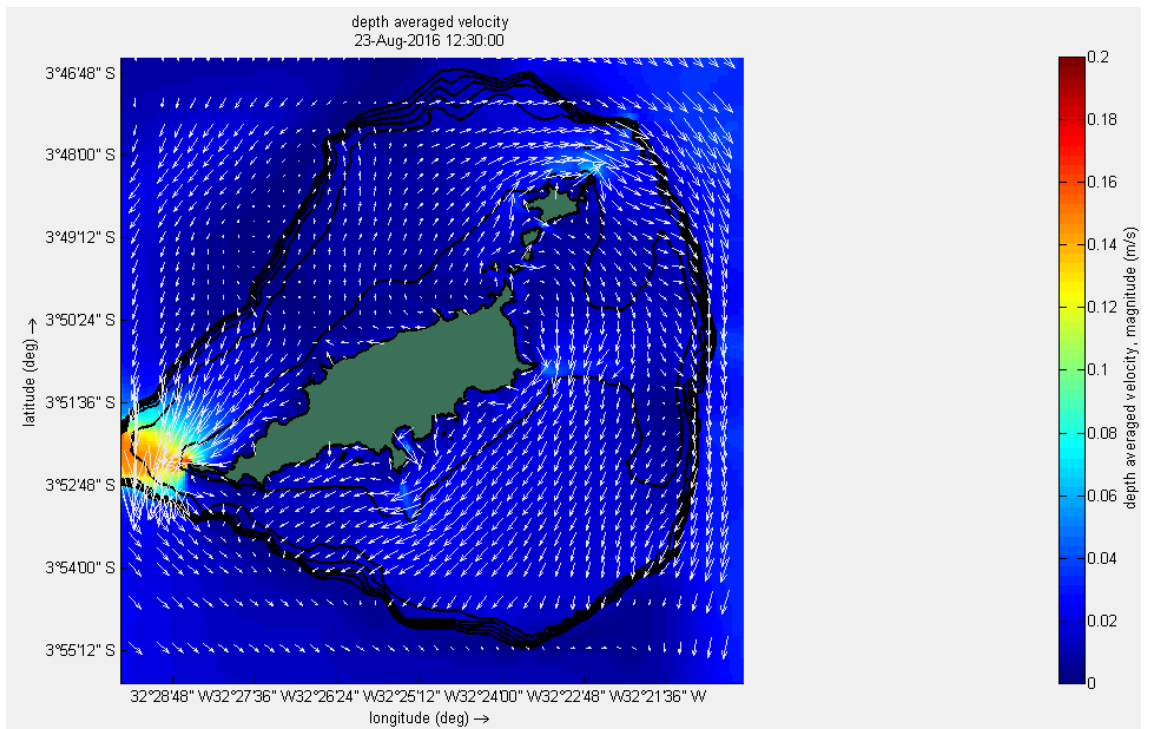 depth averaged velocity
23-Aug-2016 12:30:00
3°46'48" S
3°48'00" S
3°49'12" S
3°50'24" S
3°51'36" S
3°52'48" S
3°54'00" S
3°55'12" S
latitude (deg) →
32°28'48" W32°27'36" W32°26'24" W32°25'12" W32°24'00" W32°22'48" W32°21'36" W
longitude (deg) →
0.2
0.18
0.16
0.14
0.12
0.1
0.08
0.06
0.04
0.02
0
depth averaged velocity, magnitude (m/s)